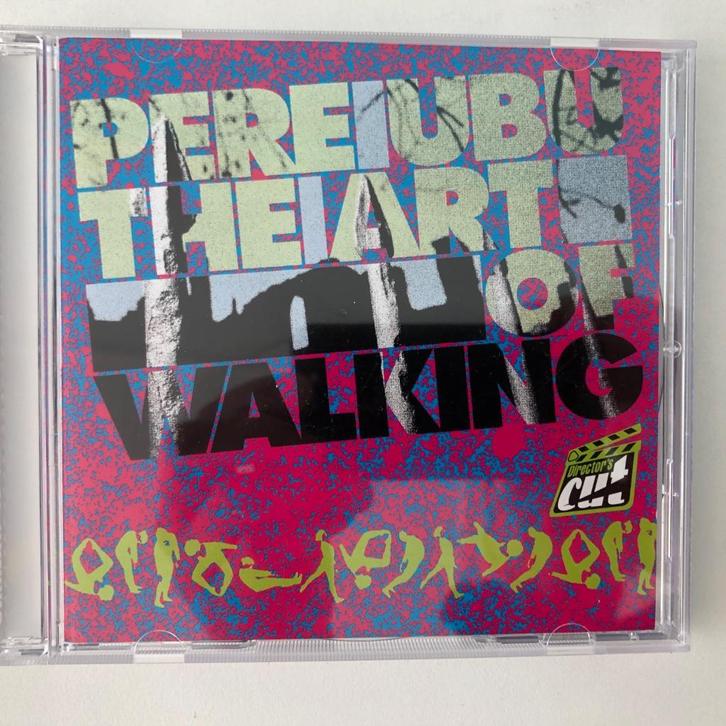 PERE UBU
THE ART
OF
WALKING
Director's
cut